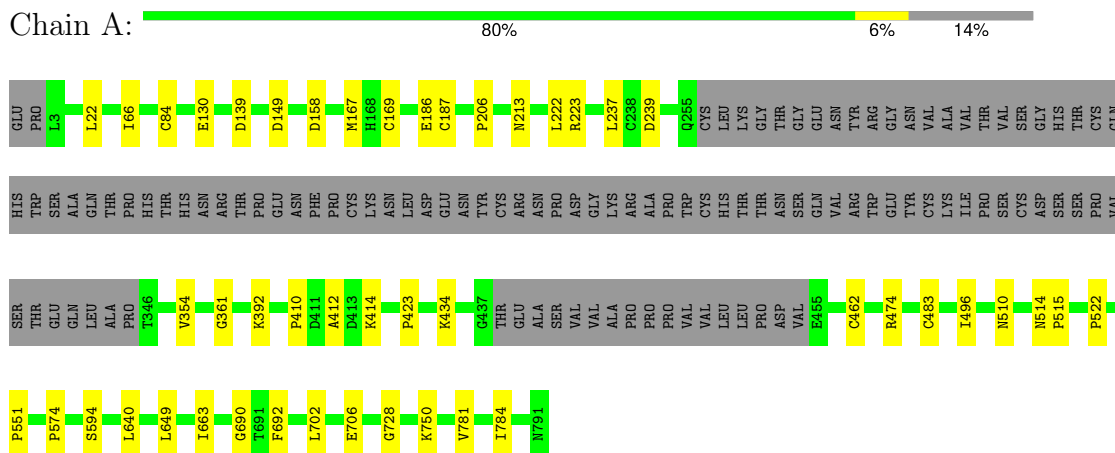 Chain A:
80% 6% 14%
GLU PRO L3 L22 I66 C84 E130 D139 D149 D158 M167 H168 C169 E186 C187 P206 N213 L222 R223 L237 C238 D239 Q255 CYS LEU LYS GLY THR GLY GLU ASN TYR ARG GLY ASN VAL ALA VAL THR VAL SER GLY HIS THR CYS GLN
HIS TRP SER ALA GLN THR PRO HIS THR HIS ASN ARG THR PRO GLU ASN PHE PRO CYS LYS ASN LEU ASP GLU ASN TYR CYS ARG ASN PRO ASP GLY LYS ARG ALA PRO TRP CYS HIS THR THR ASN SER GLN VAL ARG TRP GLU TYR CYS LYS ILE PRO SER CYS ASP SER SER PRO VAL
SER THR GLU GLN LEU ALA PRO T346 V354 G361 K392 P410 D411 A412 D413 K414 P423 K434 G437 THR GLU ALA SER VAL VAL ALA PRO PRO PRO VAL VAL LEU LEU PRO ASP VAL E455 C462 R474 C483 I496 N510 N514 P515 P522
P551 P574 S594 L640 L649 I663 G690 T691 F692 L702 E706 G728 K750 V781 I784 N791